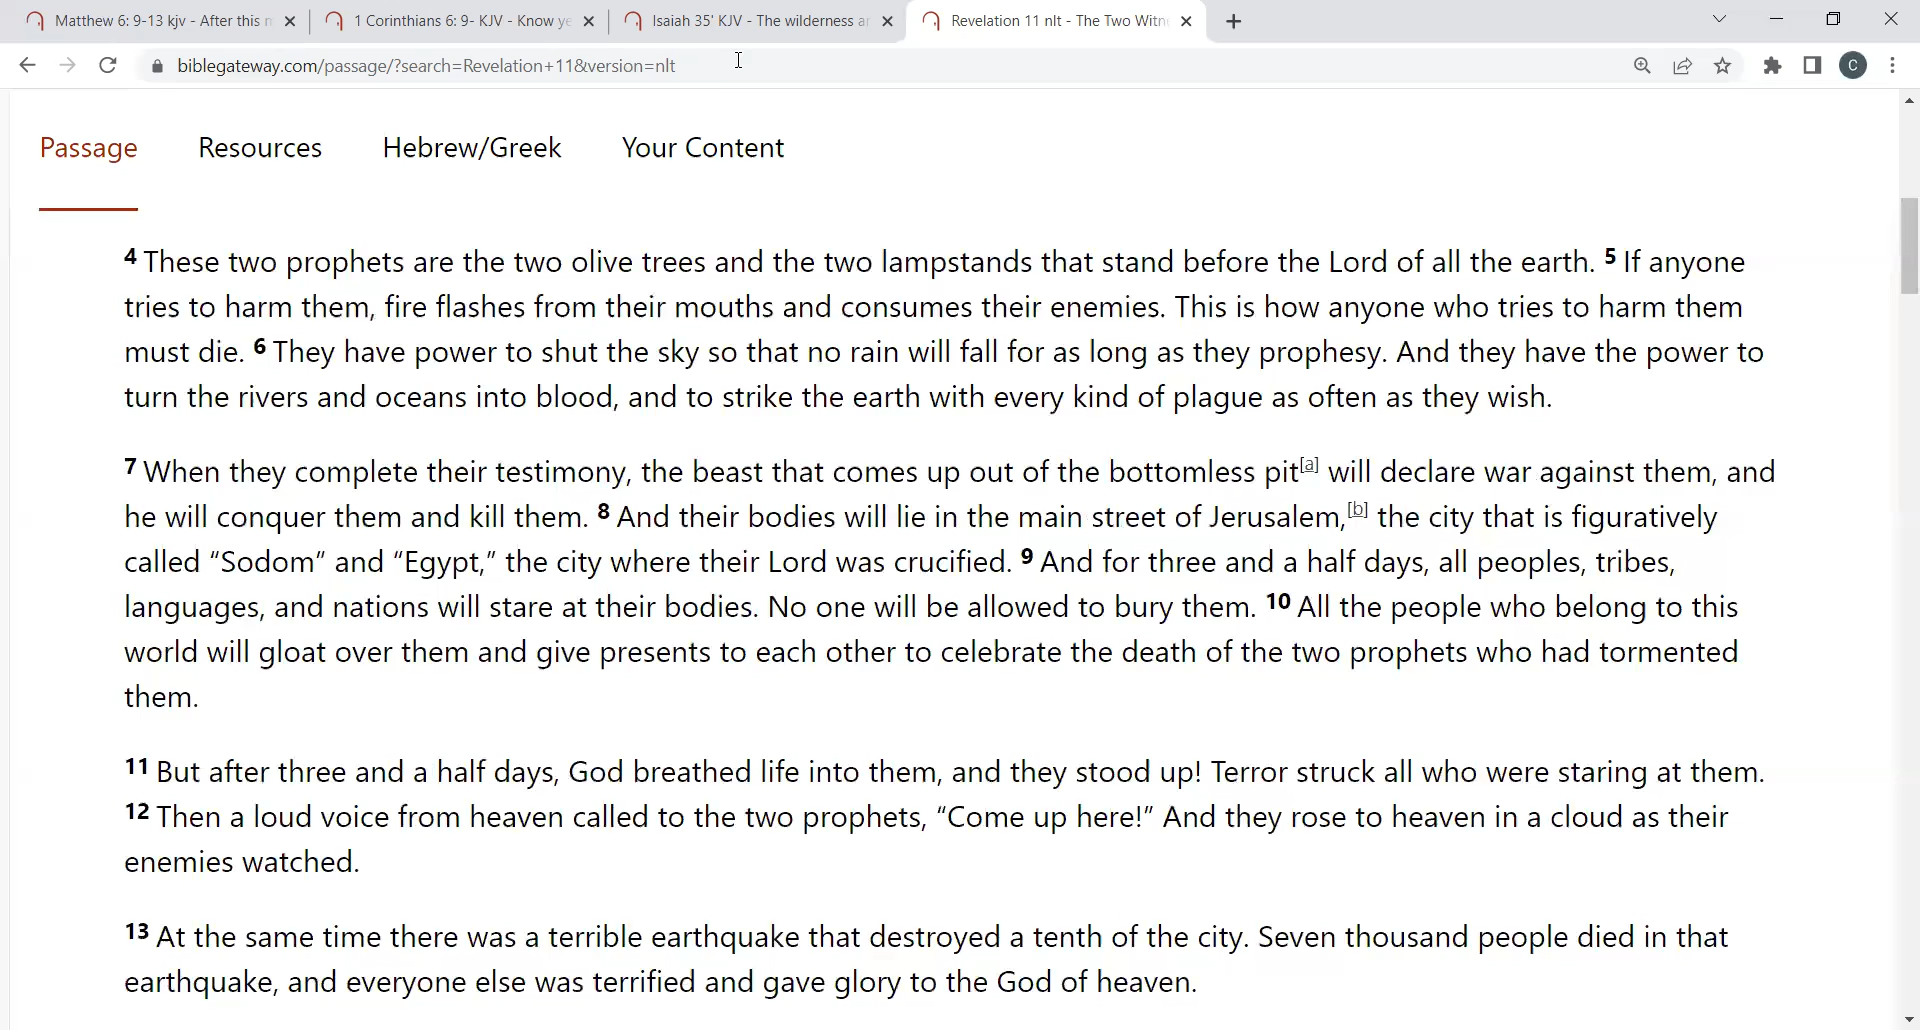 Matthew 6: 9-13 kjv - After this
1 Corinthians 6: 9- KJV - Know ye
Isaiah 35' KJV - The wilderness
Revelation 11 nlt - The Two Witn
biblegateway.com/passage/?search=Revelation+11&version=nlt
C
Passage Resources Hebrew/Greek Your Content
4 These two prophets are the two olive trees and the two lampstands that stand before the Lord of all the earth. 5 If anyone
tries to harm them, fire flashes from their mouths and consumes their enemies. This is how anyone who tries to harm them
must die. 6 They have power to shut the sky so that no rain will fall for as long as they prophesy. And they have the power to
turn the rivers and oceans into blood, and to strike the earth with every kind of plague as often as they wish.
7 When they complete their testimony, the beast that comes up out of the bottomless pit[a] will declare war against them, and
he will conquer them and kill them. 8 And their bodies will lie in the main street of Jerusalem,[b] the city that is figuratively
called “Sodom” and “Egypt,” the city where their Lord was crucified. 9 And for three and a half days, all peoples, tribes,
languages, and nations will stare at their bodies. No one will be allowed to bury them. 10 All the people who belong to this
world will gloat over them and give presents to each other to celebrate the death of the two prophets who had tormented
them.
11 But after three and a half days, God breathed life into them, and they stood up! Terror struck all who were staring at them.
12 Then a loud voice from heaven called to the two prophets, “Come up here!” And they rose to heaven in a cloud as their
enemies watched.
13 At the same time there was a terrible earthquake that destroyed a tenth of the city. Seven thousand people died in that
earthquake, and everyone else was terrified and gave glory to the God of heaven.